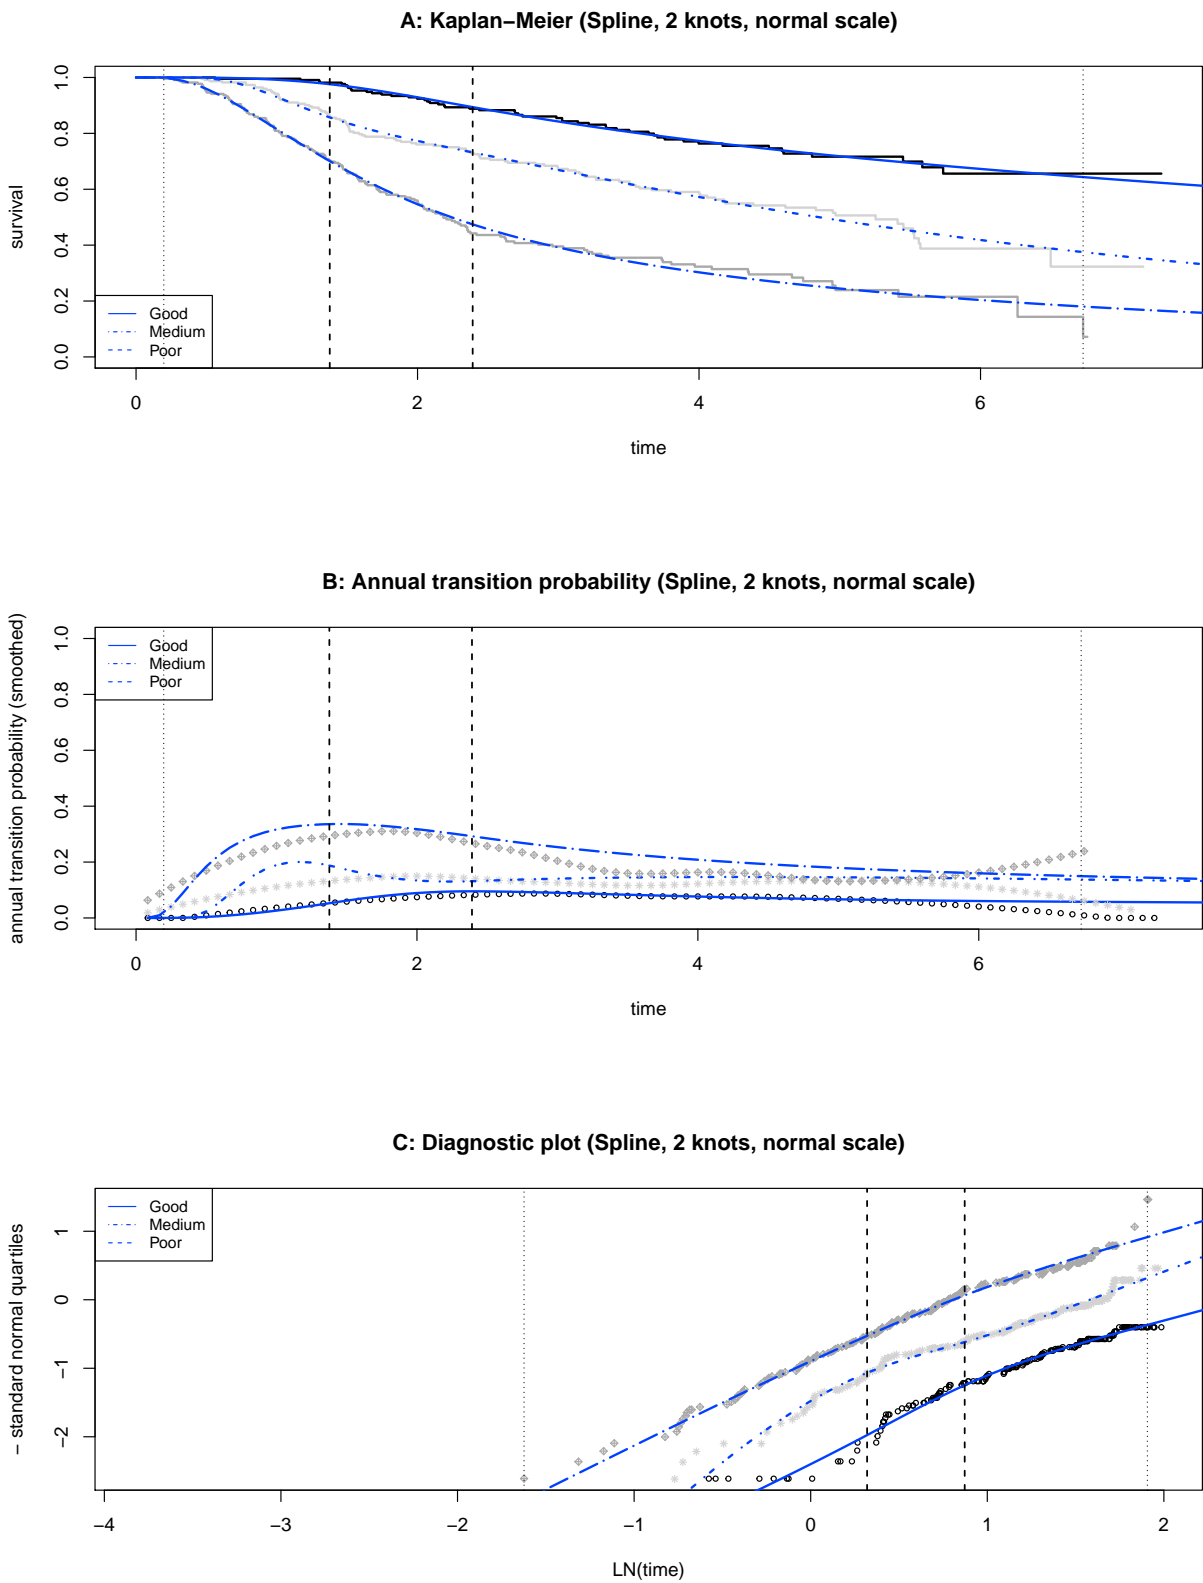 A: Kaplan−Meier (Spline, 2 knots, normal scale)
survival
1.0
0.8
0.6
0.4
0.2
0.0
Good
Medium
Poor
0 2 4 6
time
B: Annual transition probability (Spline, 2 knots, normal scale)
annual transition probability (smoothed)
1.0
0.8
0.6
0.4
0.2
0.0
Good
Medium
Poor
0 2 4 6
time
C: Diagnostic plot (Spline, 2 knots, normal scale)
− standard normal quartiles
1
0
−1
−2
Good
Medium
Poor
−4 −3 −2 −1 0 1 2
LN(time)